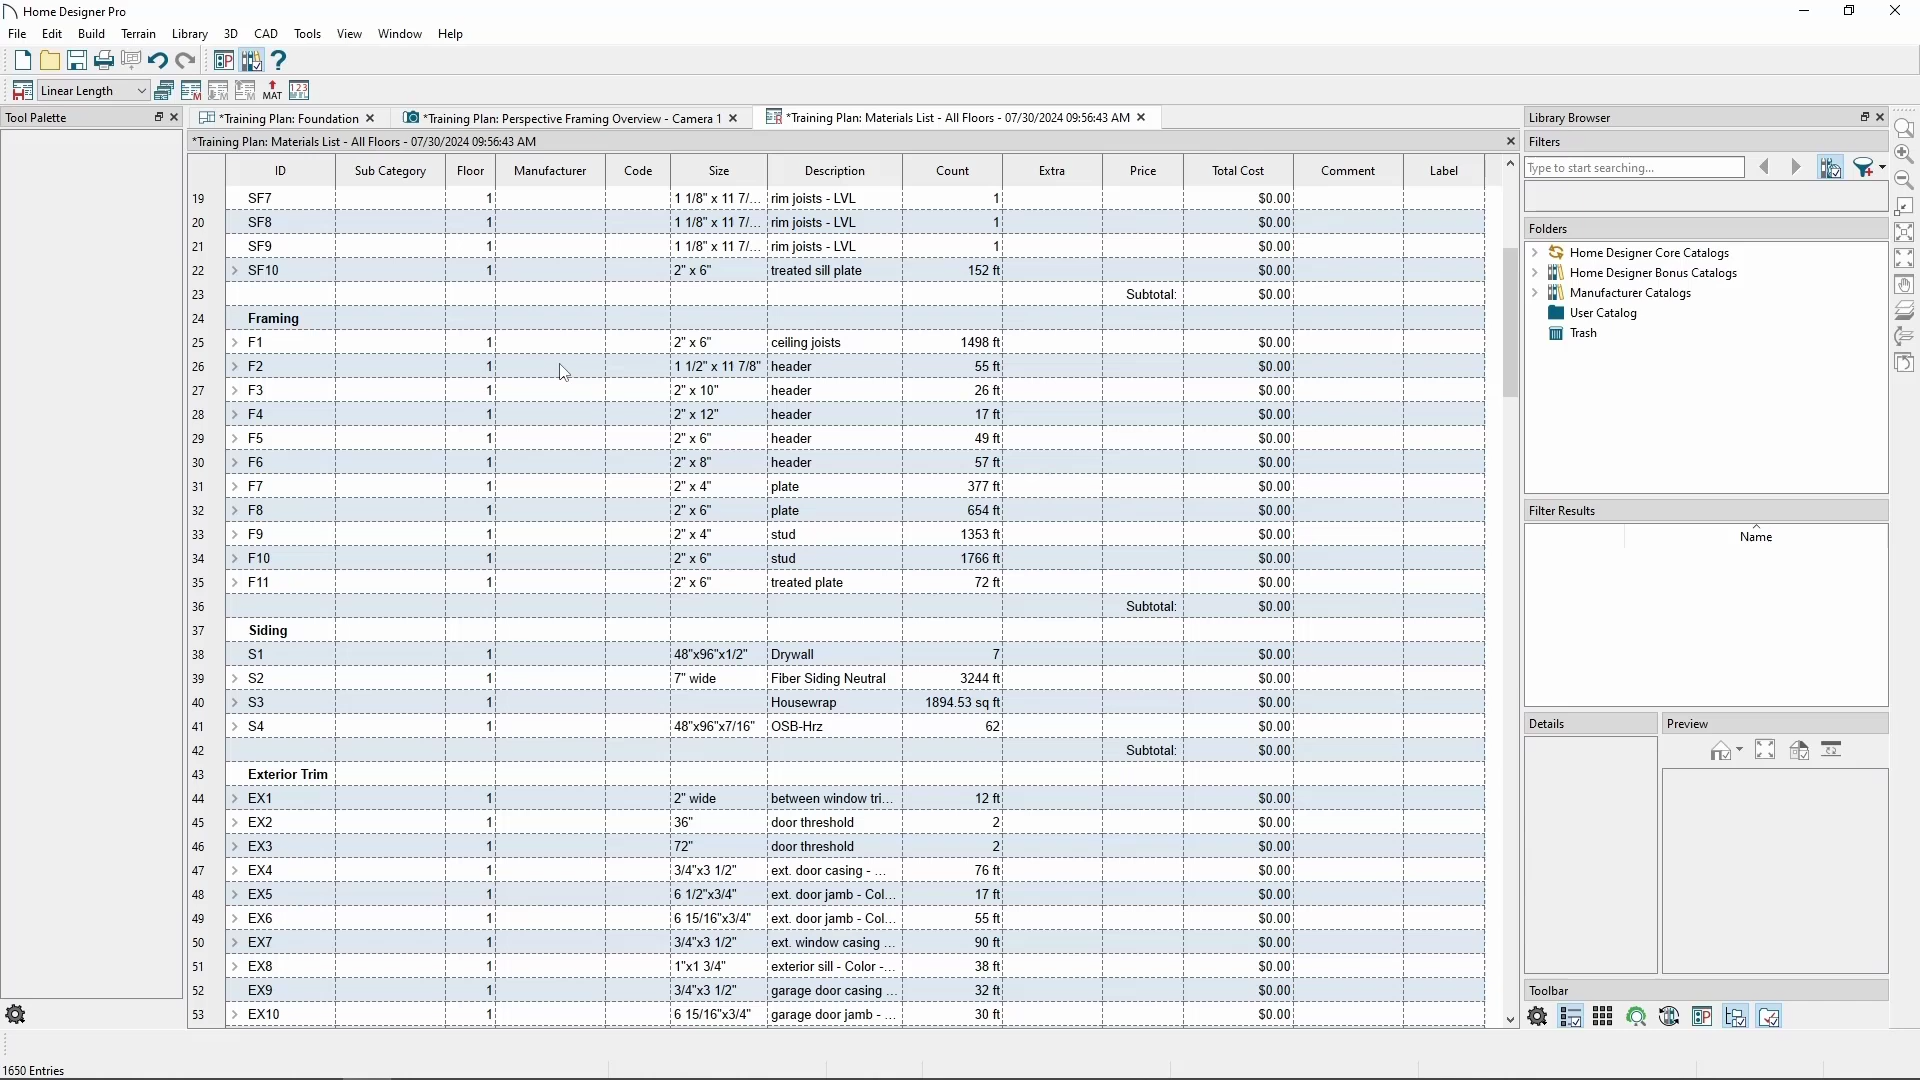 Home Designer Pro
File Edit Build Terrain Library 3D CAD Tools View Window Help
Linear Length
MAT
123
Tool Palette
*Training Plan: Foundation
*Training Plan: Perspective Framing Overview - Camera 1
*Training Plan: Materials List - All Floors - 07/30/2024 09:56:43 AM
*Training Plan: Materials List - All Floors - 07/30/2024 09:56:43 AM
ID Sub Category Floor Manufacturer Code Size Description Count Extra Price Total Cost Comment Label
19 SF7 1 1 1/8" x 11 7/... rim joists - LVL 1 $0.00
20 SF8 1 1 1/8" x 11 7/... rim joists - LVL 1 $0.00
21 SF9 1 1 1/8" x 11 7/... rim joists - LVL 1 $0.00
22 SF10 1 2" x 6" treated sill plate 152 ft $0.00
23 Subtotal: $0.00
24 Framing
25 F1 1 2" x 6" ceiling joists 1498 ft $0.00
26 F2 1 1 1/2" x 11 7/8" header 55 ft $0.00
27 F3 1 2" x 10" header 26 ft $0.00
28 F4 1 2" x 12" header 17 ft $0.00
29 F5 1 2" x 6" header 49 ft $0.00
30 F6 1 2" x 8" header 57 ft $0.00
31 F7 1 2" x 4" plate 377 ft $0.00
32 F8 1 2" x 6" plate 654 ft $0.00
33 F9 1 2" x 4" stud 1353 ft $0.00
34 F10 1 2" x 6" stud 1766 ft $0.00
35 F11 1 2" x 6" treated plate 72 ft $0.00
36 Subtotal: $0.00
37 Siding
38 S1 1 48"x96"x1/2" Drywall 7 $0.00
39 S2 1 7" wide Fiber Siding Neutral 3244 ft $0.00
40 S3 1 Housewrap 1894.53 sq ft $0.00
41 S4 1 48"x96"x7/16" OSB-Hrz 62 $0.00
42 Subtotal: $0.00
43 Exterior Trim
44 EX1 1 2" wide between window tri... 12 ft $0.00
45 EX2 1 36" door threshold 2 $0.00
46 EX3 1 72" door threshold 2 $0.00
47 EX4 1 3/4"x3 1/2" ext. door casing - ... 76 ft $0.00
48 EX5 1 6 1/2"x3/4" ext. door jamb - Col... 17 ft $0.00
49 EX6 1 6 15/16"x3/4" ext. door jamb - Col... 55 ft $0.00
50 EX7 1 3/4"x3 1/2" ext. window casing ... 90 ft $0.00
51 EX8 1 1"x1 3/4" exterior sill - Color -... 38 ft $0.00
52 EX9 1 3/4"x3 1/2" garage door casing ... 32 ft $0.00
53 EX10 1 6 15/16"x3/4" garage door jamb - ... 30 ft $0.00
Library Browser
Filters
Type to start searching...
Folders
Home Designer Core Catalogs
Home Designer Bonus Catalogs
Manufacturer Catalogs
User Catalog
Trash
Filter Results
Name
Details Preview
Toolbar
1650 Entries